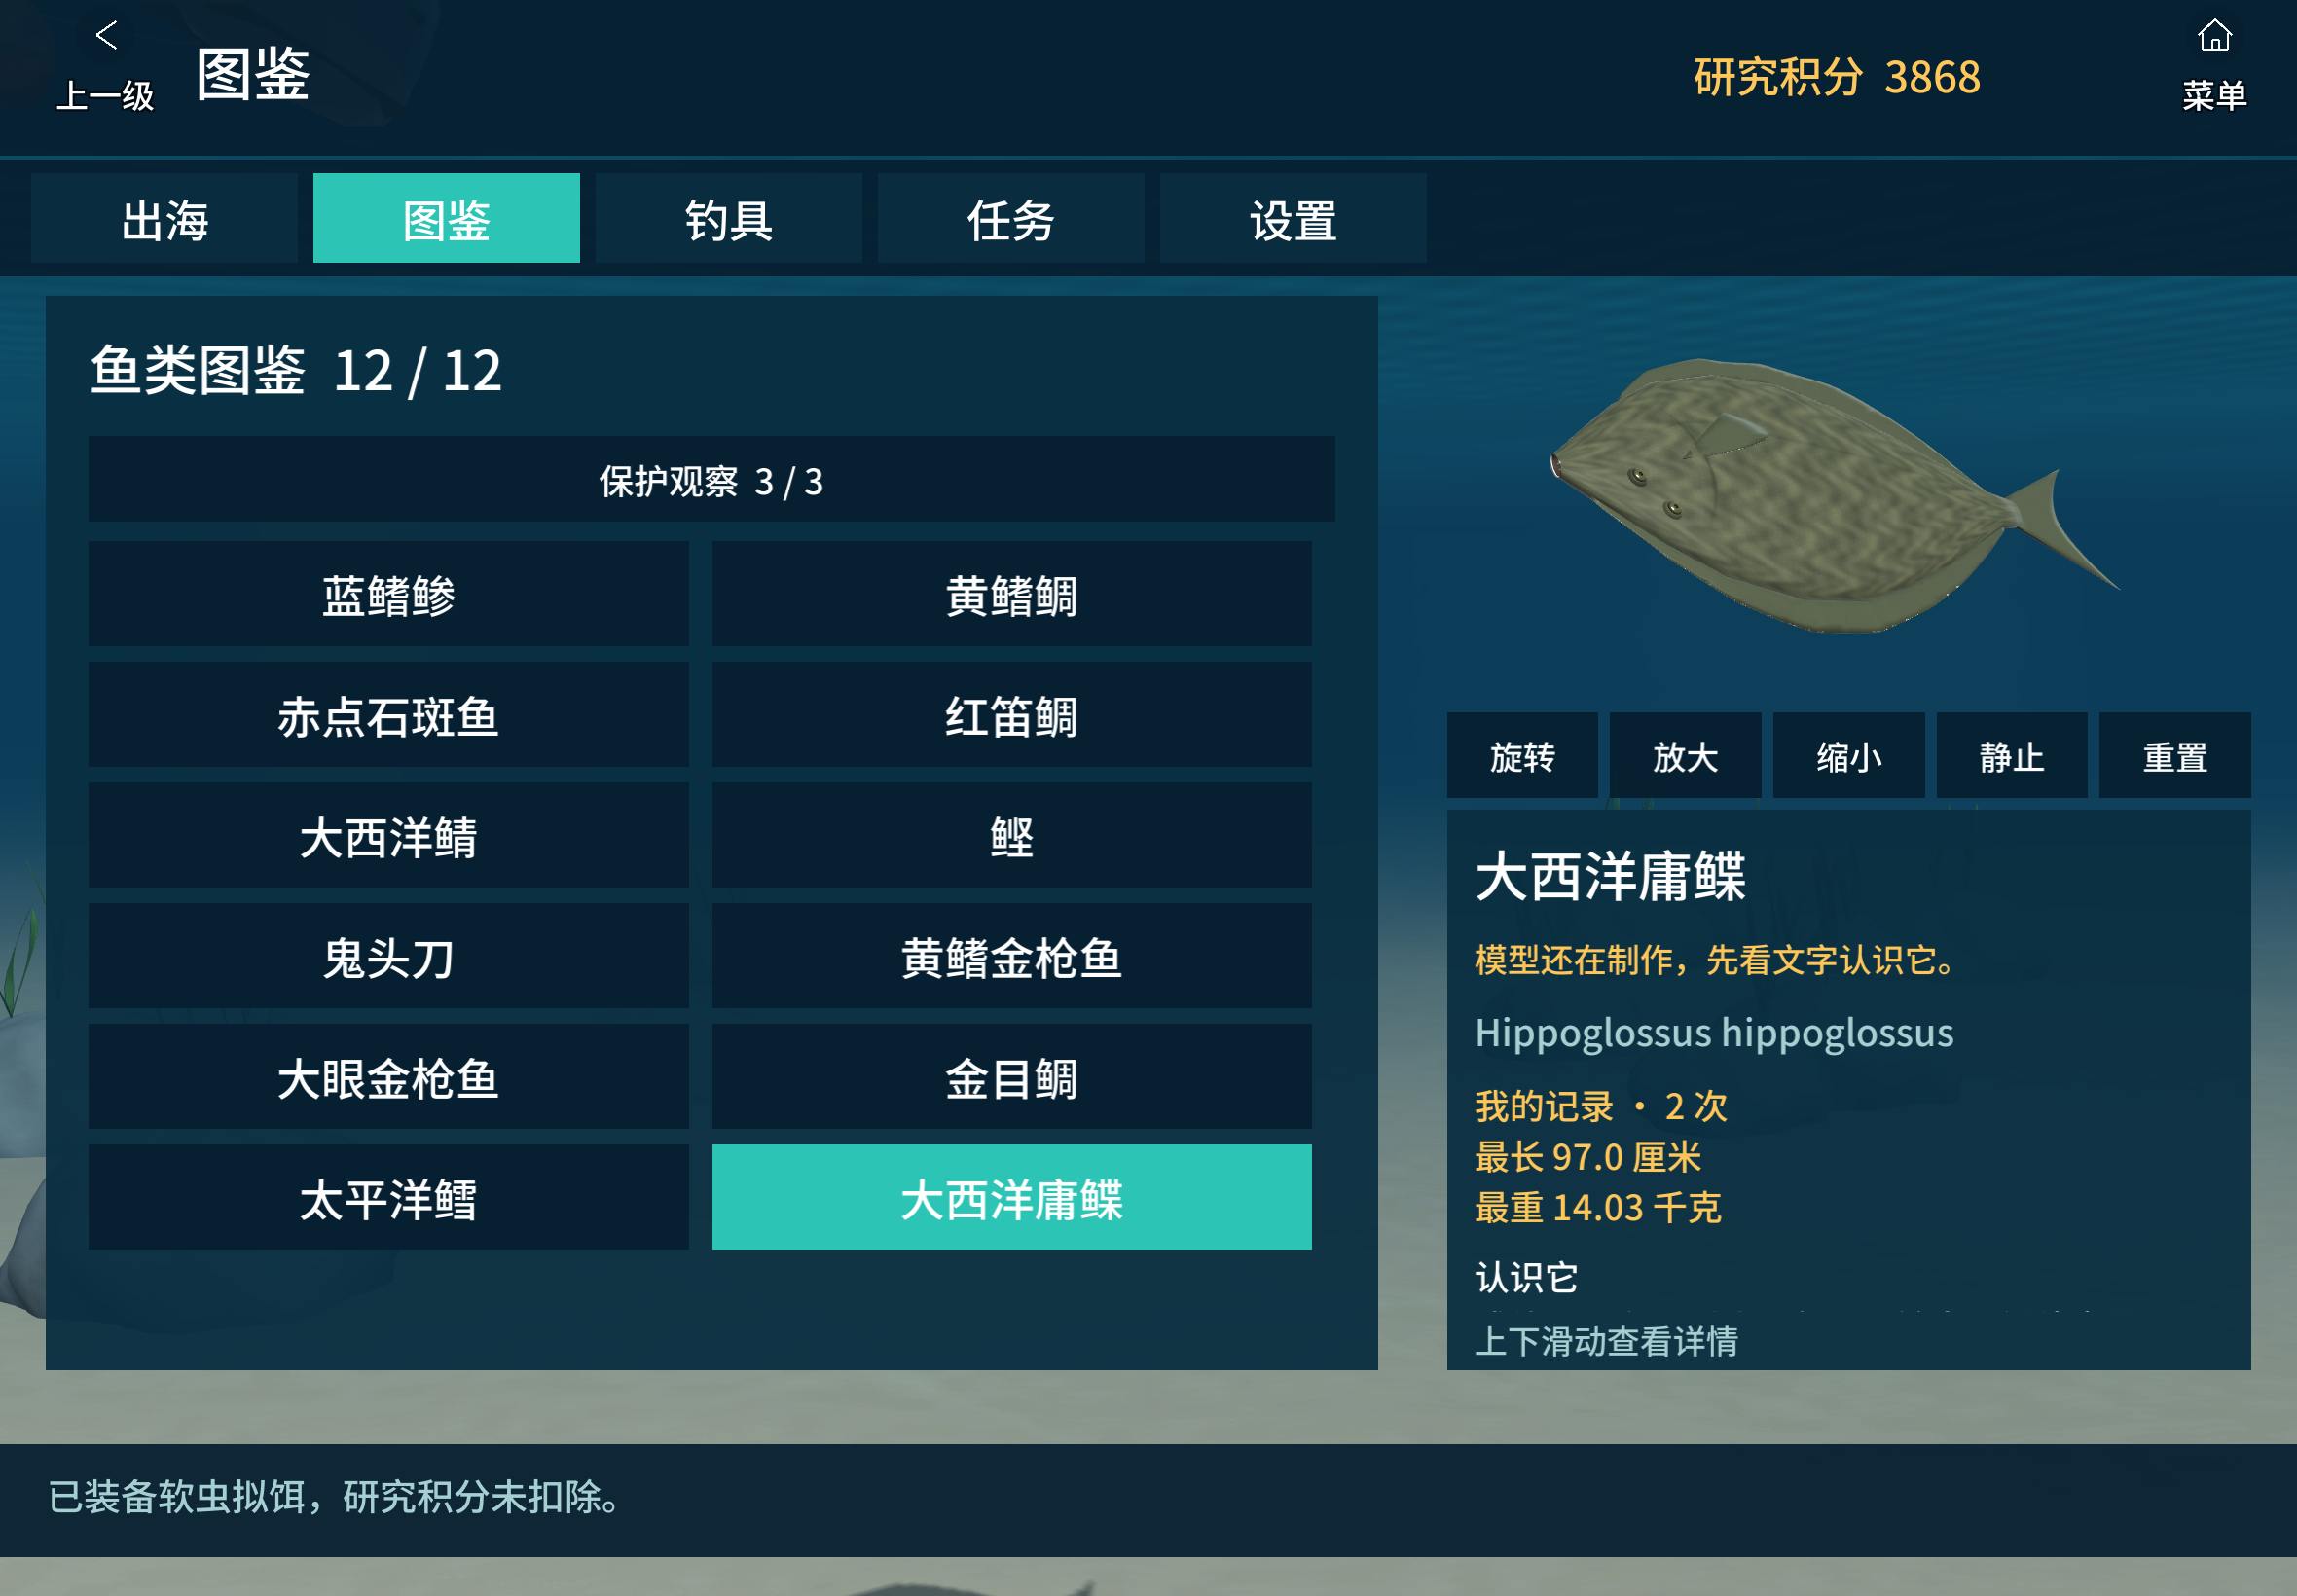 上一级
图鉴
研究积分 3868
菜单
出海
图鉴
钓具
任务
设置
鱼类图鉴 12 / 12
保护观察 3 / 3
蓝鳍鲹
黄鳍鲷
赤点石斑鱼
红笛鲷
大西洋鲭
鲣
鬼头刀
黄鳍金枪鱼
大眼金枪鱼
金目鲷
太平洋鳕
大西洋庸鲽
旋转
放大
缩小
静止
重置
大西洋庸鲽
模型还在制作，先看文字认识它。
Hippoglossus hippoglossus
我的记录 · 2 次
最长 97.0 厘米
最重 14.03 千克
认识它
上下滑动查看详情
已装备软虫拟饵，研究积分未扣除。